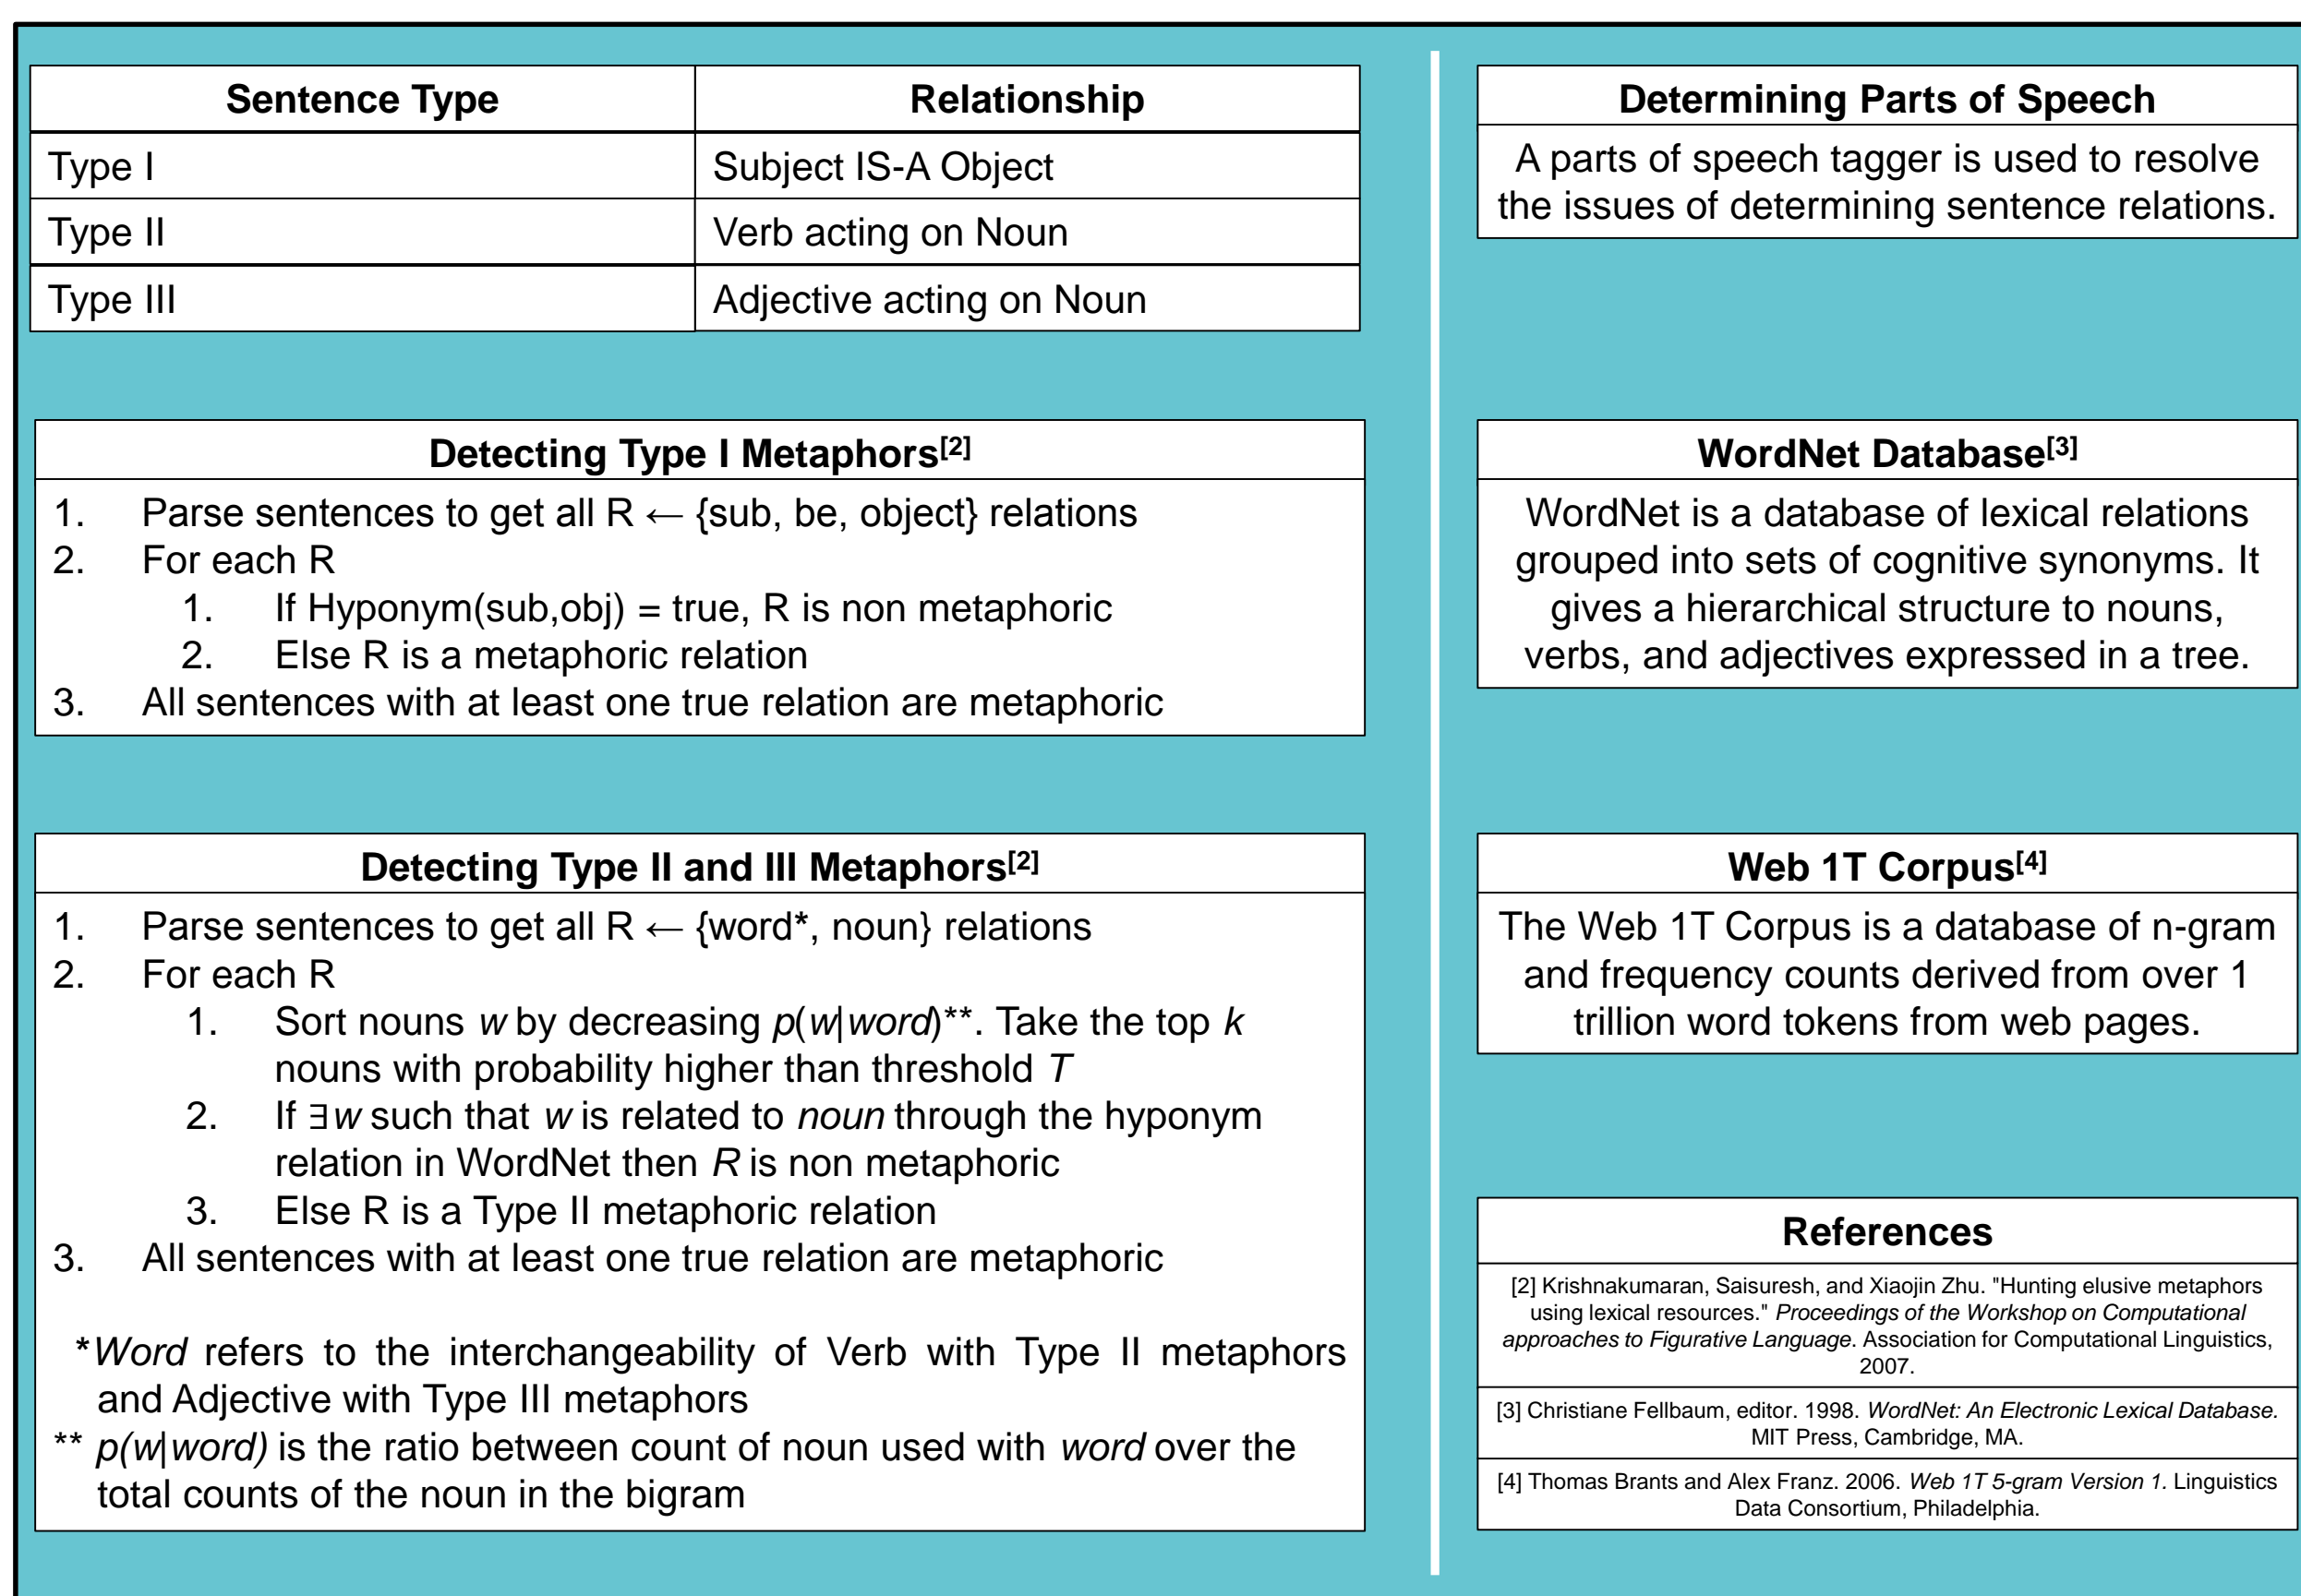 Sentence Type Relationship
Type I Subject IS-A Object
Type II Verb acting on Noun
Type III Adjective acting on Noun
Detecting Type I Metaphors[2]
1. Parse sentences to get all R ← {sub, be, object} relations
2. For each R
1. If Hyponym(sub,obj) = true, R is non metaphoric
2. Else R is a metaphoric relation
3. All sentences with at least one true relation are metaphoric
Detecting Type II and III Metaphors[2]
1. Parse sentences to get all R ← {word*, noun} relations
2. For each R
1. Sort nouns w by decreasing p(w|word)**. Take the top k
nouns with probability higher than threshold T
2. If ∃w such that w is related to noun through the hyponym
relation in WordNet then R is non metaphoric
3. Else R is a Type II metaphoric relation
3. All sentences with at least one true relation are metaphoric
*Word refers to the interchangeability of Verb with Type II metaphors
and Adjective with Type III metaphors
** p(w|word) is the ratio between count of noun used with word over the
total counts of the noun in the bigram
Determining Parts of Speech
A parts of speech tagger is used to resolve
the issues of determining sentence relations.
WordNet Database[3]
WordNet is a database of lexical relations
grouped into sets of cognitive synonyms. It
gives a hierarchical structure to nouns,
verbs, and adjectives expressed in a tree.
Web 1T Corpus[4]
The Web 1T Corpus is a database of n-gram
and frequency counts derived from over 1
trillion word tokens from web pages.
References
[2] Krishnakumaran, Saisuresh, and Xiaojin Zhu. "Hunting elusive metaphors
using lexical resources." Proceedings of the Workshop on Computational
approaches to Figurative Language. Association for Computational Linguistics,
2007.
[3] Christiane Fellbaum, editor. 1998. WordNet: An Electronic Lexical Database.
MIT Press, Cambridge, MA.
[4] Thomas Brants and Alex Franz. 2006. Web 1T 5-gram Version 1. Linguistics
Data Consortium, Philadelphia.